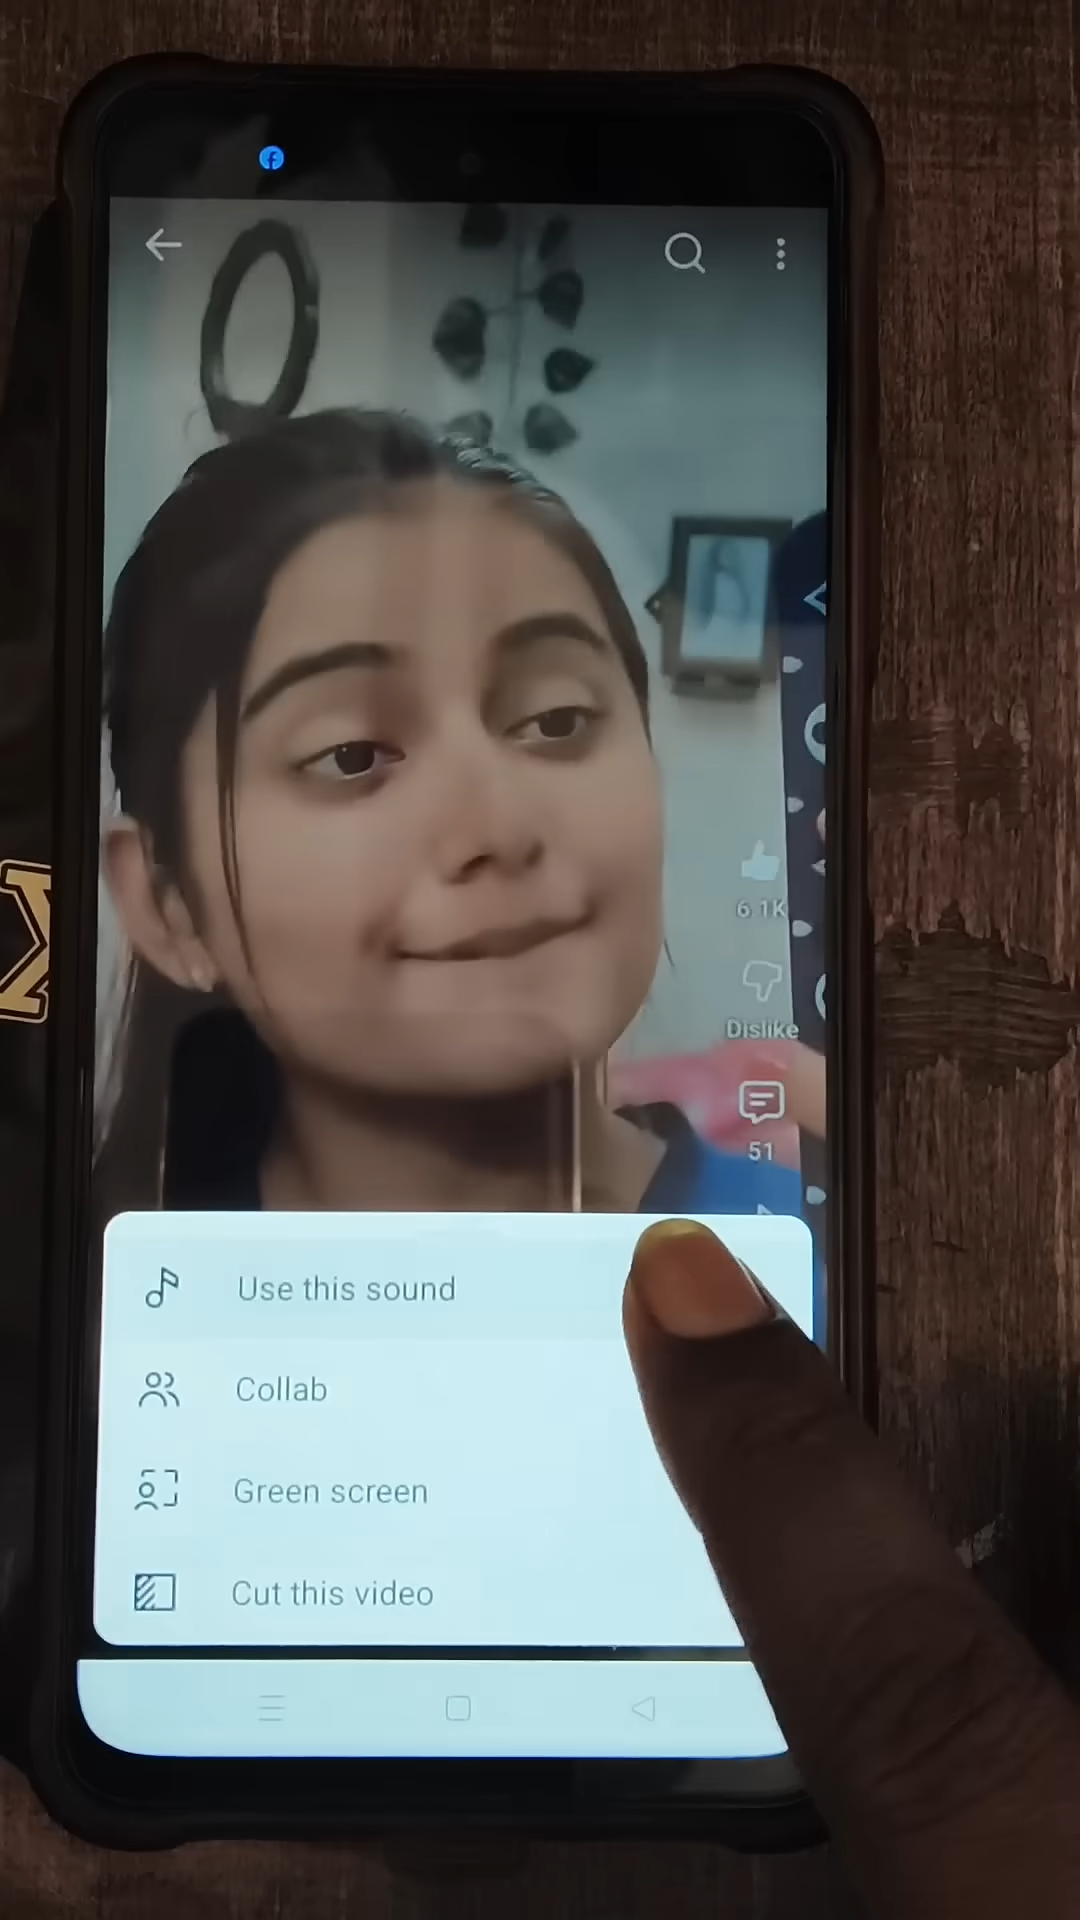 6.1K
Dislike
51
Use this sound
Collab
Green screen
Cut this video